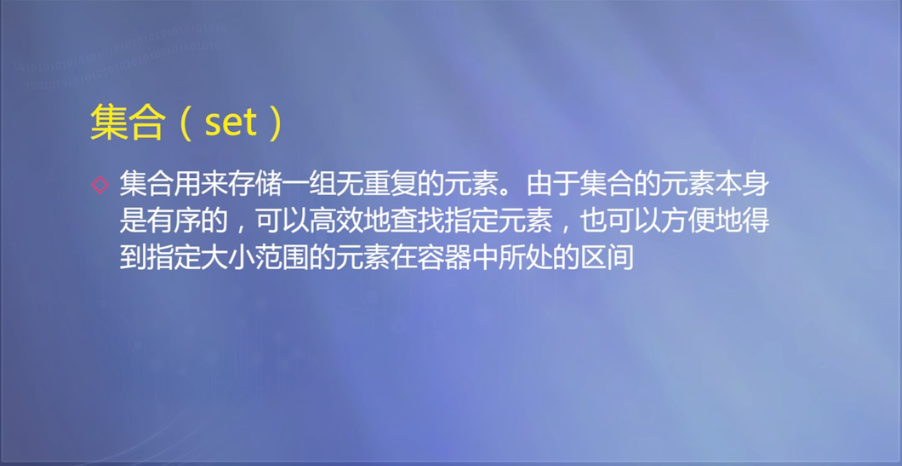 集合（set）
集合用来存储一组无重复的元素。由于集合的元素本身
是有序的，可以高效地查找指定元素，也可以方便地得
到指定大小范围的元素在容器中所处的区间